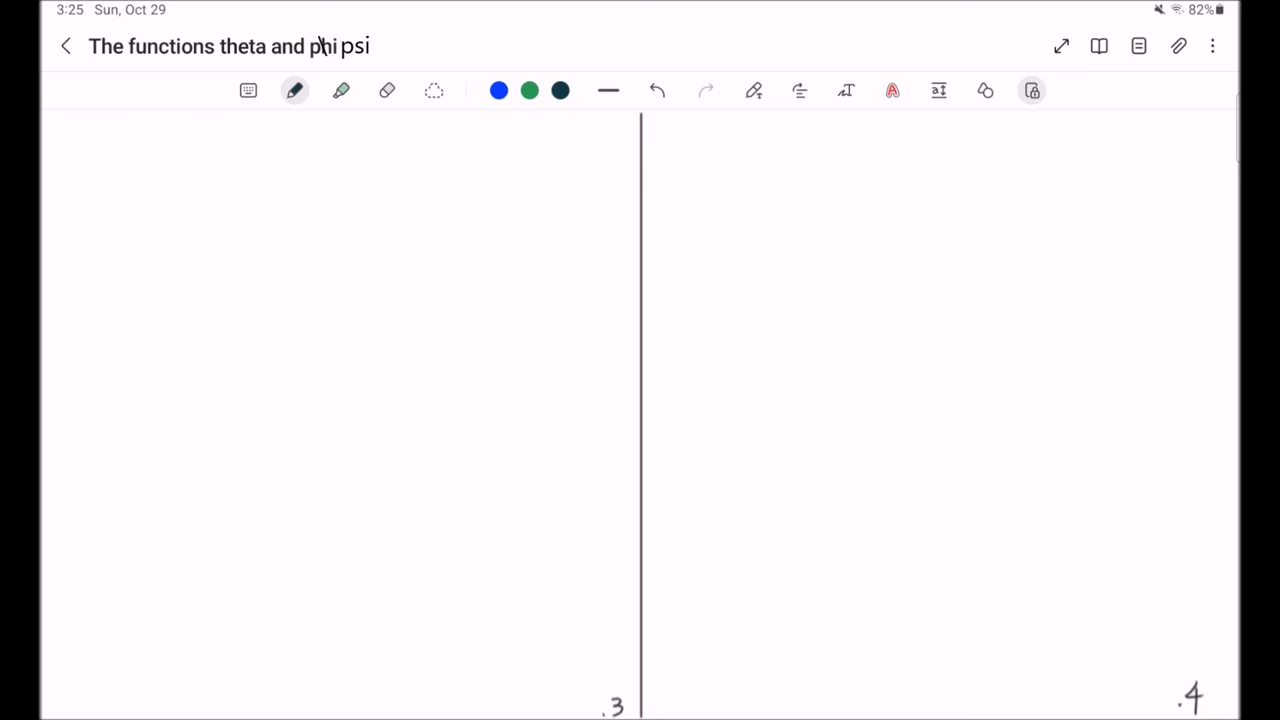 3:25 Sun, Oct 29 82%
The functions theta and phi psi
.3
.4